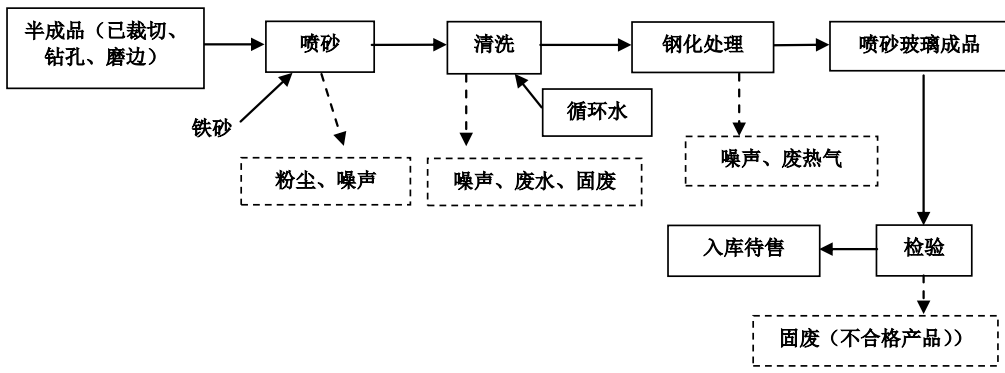 半成品（已裁切、
钻孔、磨边）
喷砂
清洗
钢化处理
喷砂玻璃成品
铁砂
循环水
粉尘、噪声
噪声、废水、固废
噪声、废热气
入库待售
检验
固废（不合格产品））